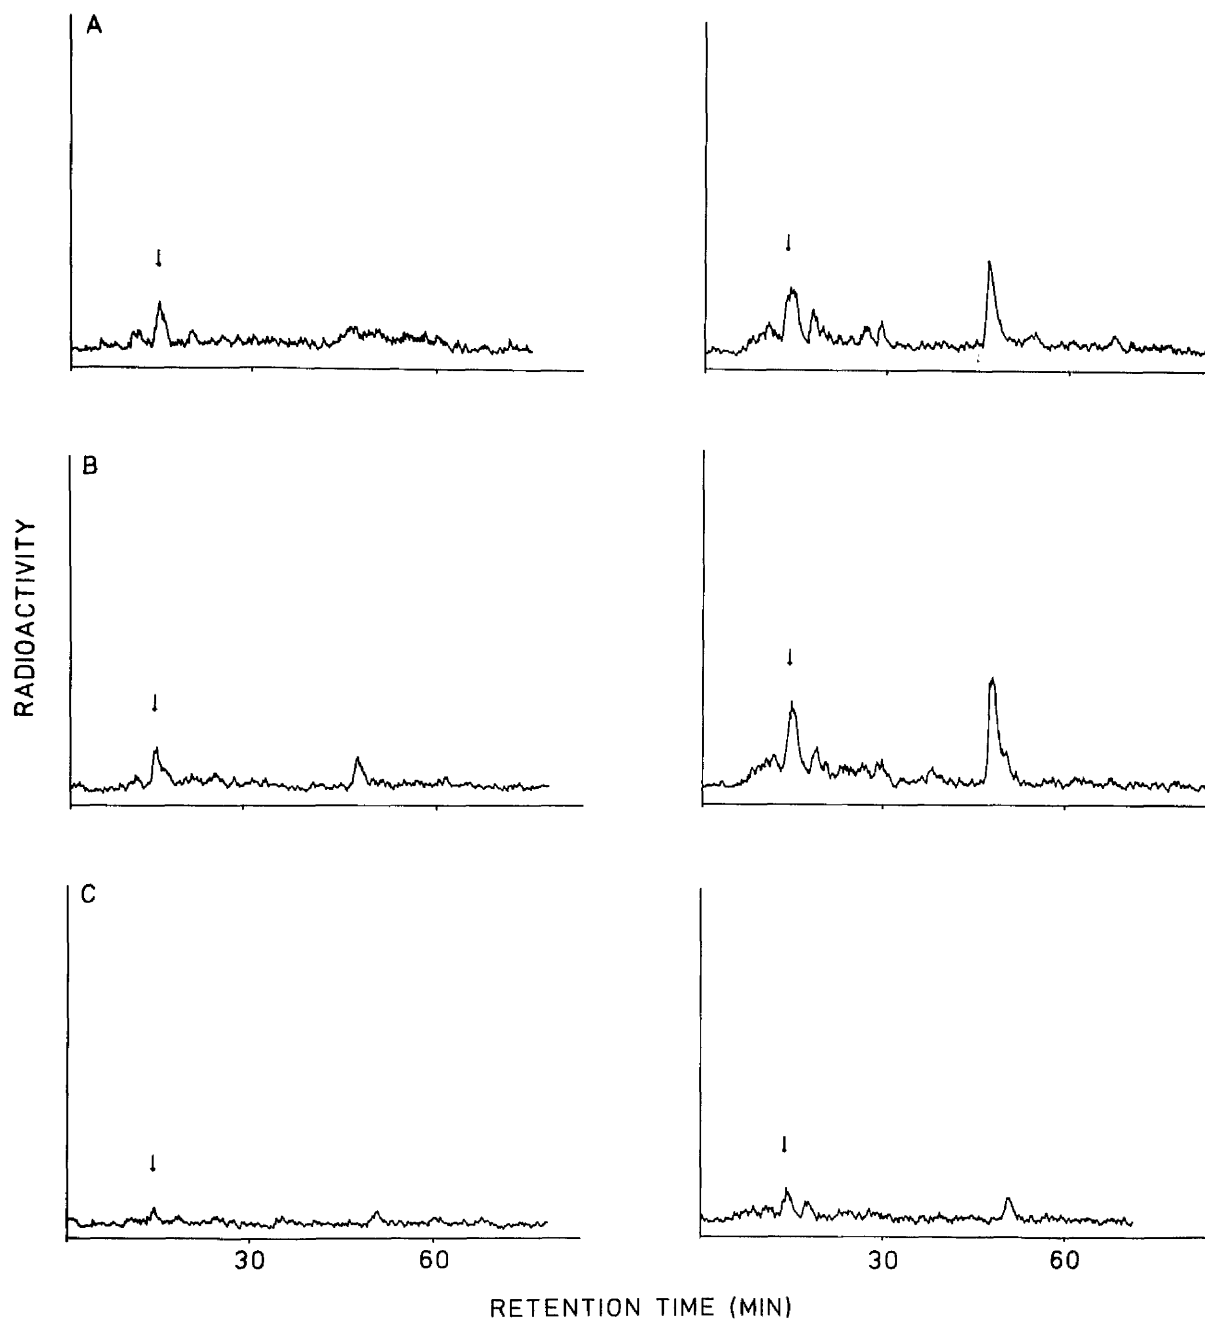 A
B
RADIOACTIVITY
C
30 60 30 60
RETENTION TIME (MIN)